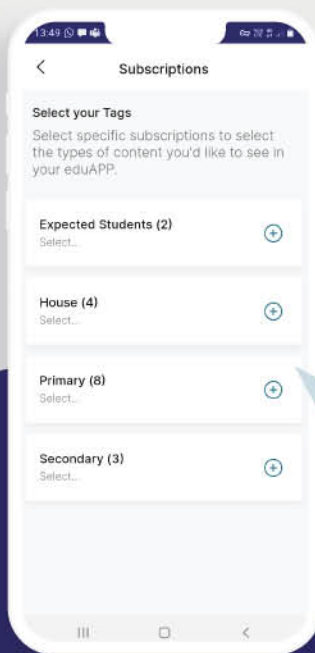 13:49
Subscriptions
Select your Tags
Select specific subscriptions to select
the types of content you'd like to see in
your eduAPP.
Expected Students (2)
Select...
House (4)
Select...
Primary (8)
Select...
Secondary (3)
Select...